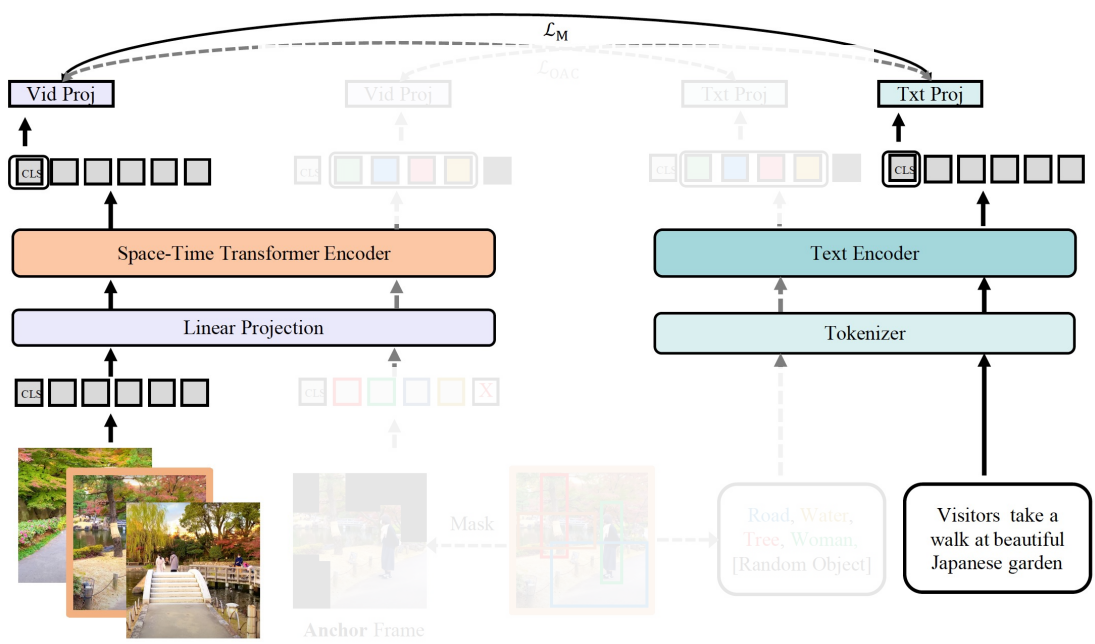 ℒM
ℒOAC
Vid Proj
Vid Proj
Txt Proj
Txt Proj
CLS
CLS
CLS
CLS
Space-Time Transformer Encoder
Text Encoder
Linear Projection
Tokenizer
CLS
CLS
X
Mask
Road, Water,
Tree, Woman,
[Random Object]
Visitors take a
walk at beautiful
Japanese garden
Anchor Frame